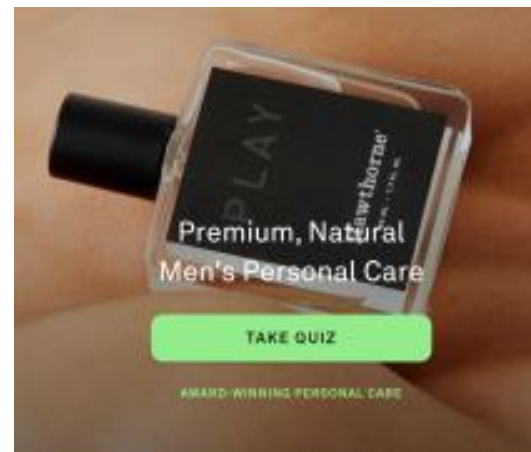 PLAY
Hawthorne
Premium, Natural
Men's Personal Care
TAKE QUIZ
AWARD-WINNING PERSONAL CARE